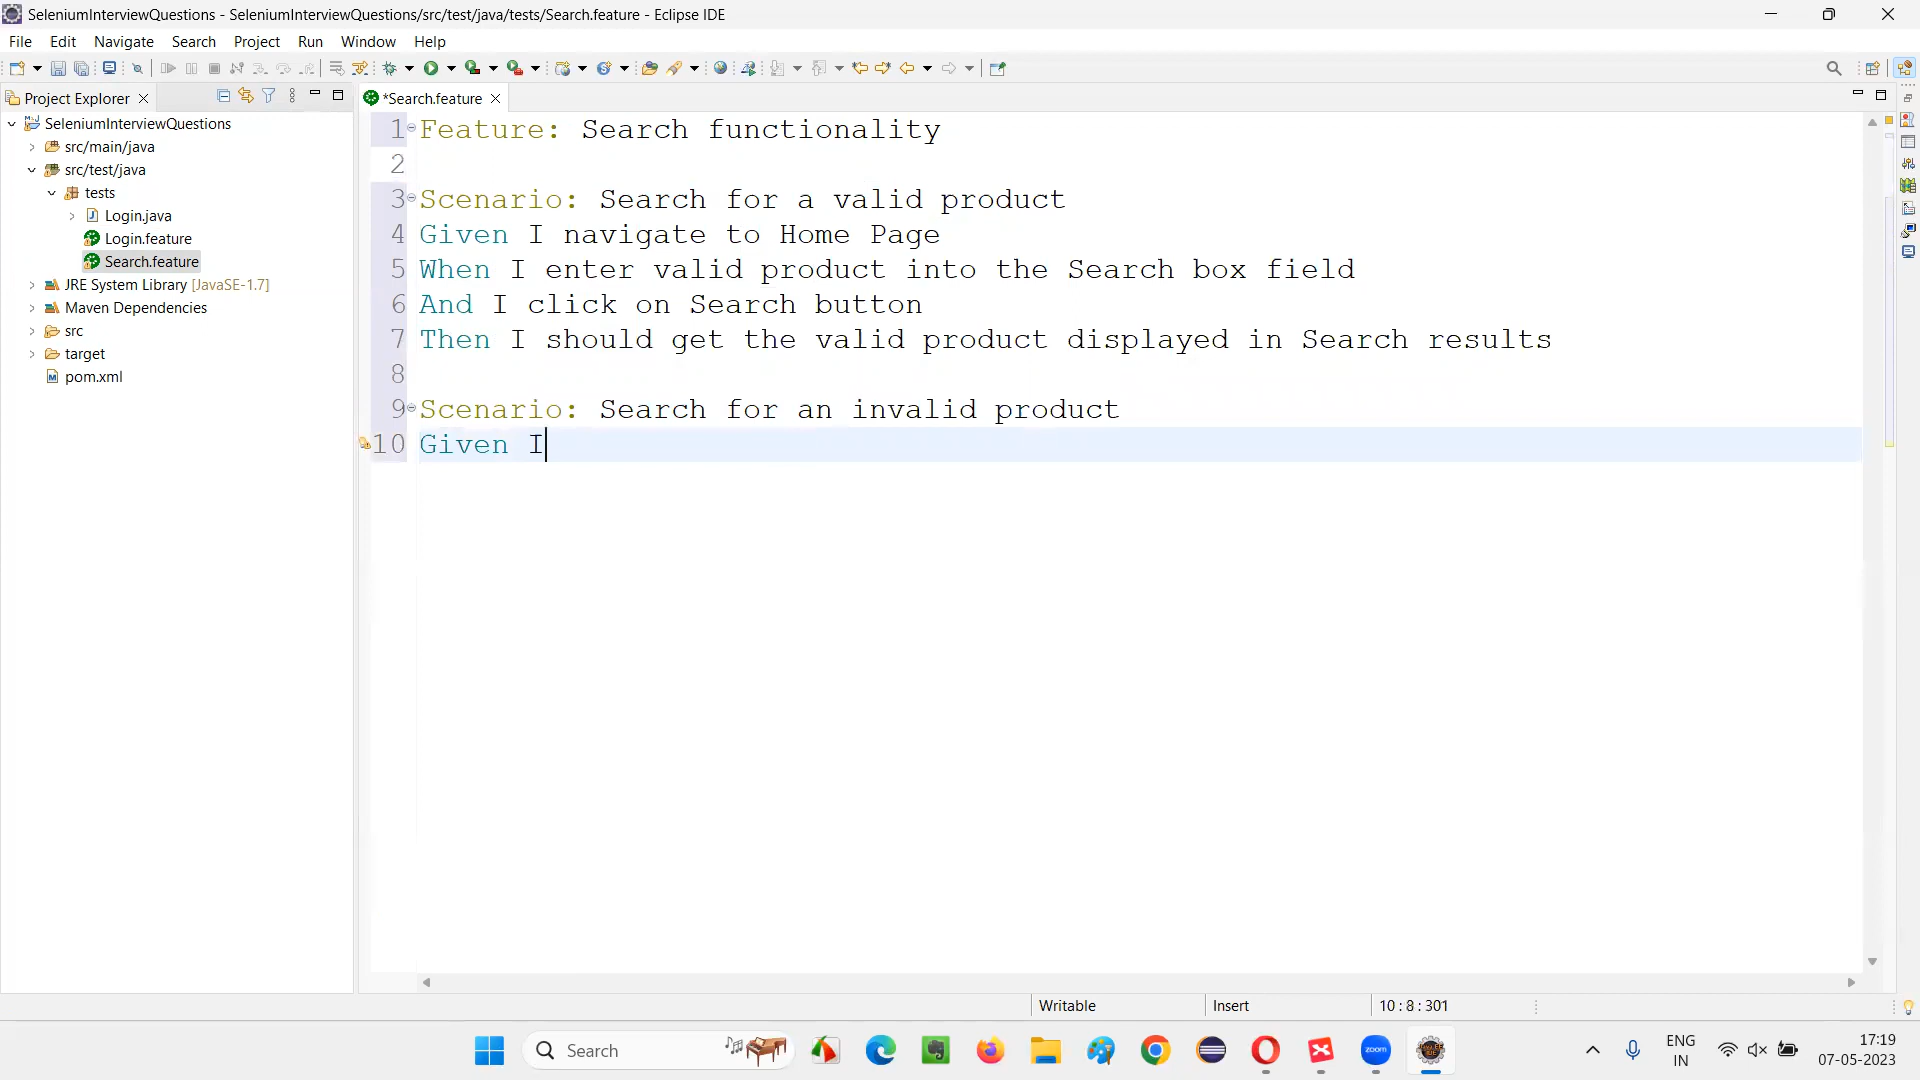 SeleniumInterviewQuestions - SeleniumInterviewQuestions/src/test/java/tests/Search.feature - Eclipse IDE
File Edit Navigate Search Project Run Window Help
Project Explorer
*Search.feature
SeleniumInterviewQuestions
src/main/java
src/test/java
tests
Login.java
Login.feature
Search.feature
JRE System Library [JavaSE-1.7]
Maven Dependencies
src
target
pom.xml
1 Feature: Search functionality
2
3 Scenario: Search for a valid product
4 Given I navigate to Home Page
5 When I enter valid product into the Search box field
6 And I click on Search button
7 Then I should get the valid product displayed in Search results
8
9 Scenario: Search for an invalid product
10 Given I
Writable Insert 10 : 8 : 301
Search
zoom
ENG
IN
17:19
07-05-2023